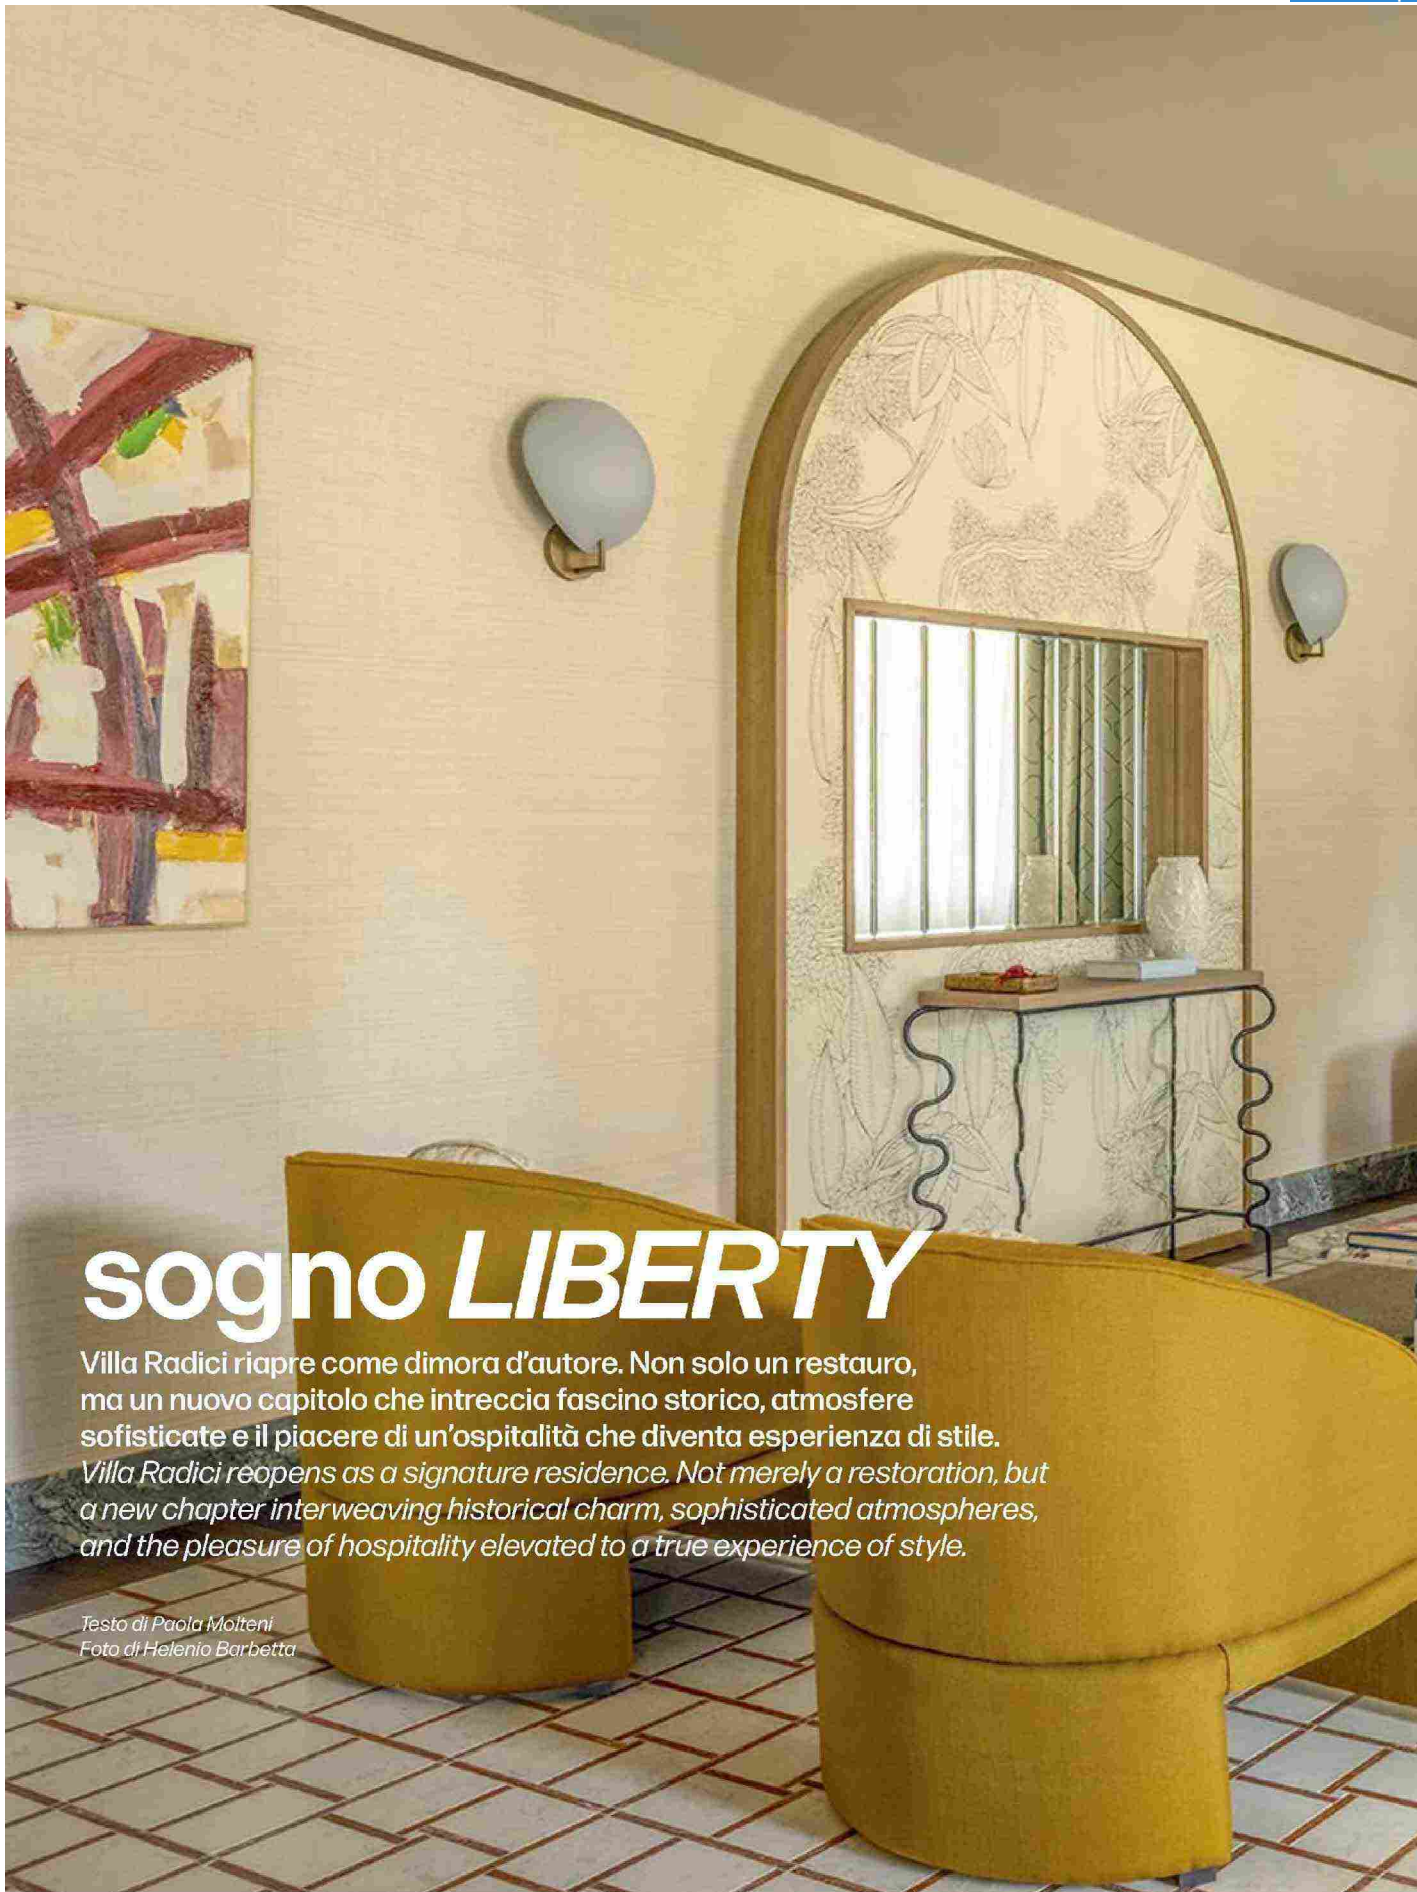 sogno LIBERTY
Villa Radici riapre come dimora d'autore. Non solo un restauro,
ma un nuovo capitolo che intreccia fascino storico, atmosfere
sofisticate e il piacere di un'ospitalità che diventa esperienza di stile.
Villa Radici reopens as a signature residence. Not merely a restoration, but
a new chapter interweaving historical charm, sophisticated atmospheres,
and the pleasure of hospitality elevated to a true experience of style.
Testo di Paola Molteni
Foto di Helenio Barbetta